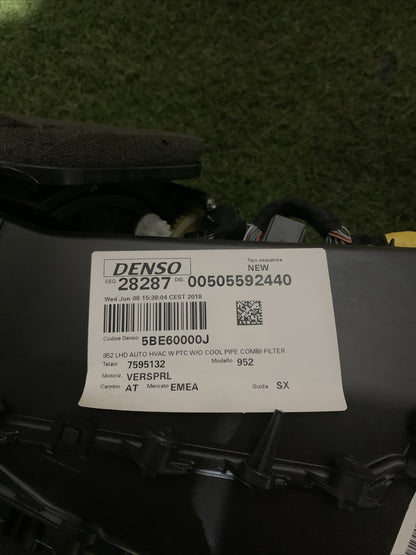 DENSO
Tipo sequenza
NEW
SEQ. 28287 DIS. 00505592440
Wed Jun 06 15:38:04 CEST 2018
Codice Denso 5BE60000J
952 LHD AUTO HVAC W.PTC W/O COOL PIPE COMBI-FILTER
Telaio 7595132 Modello 952
Motoriz. VERSPRL
Cambio AT Mercato EMEA Guida SX